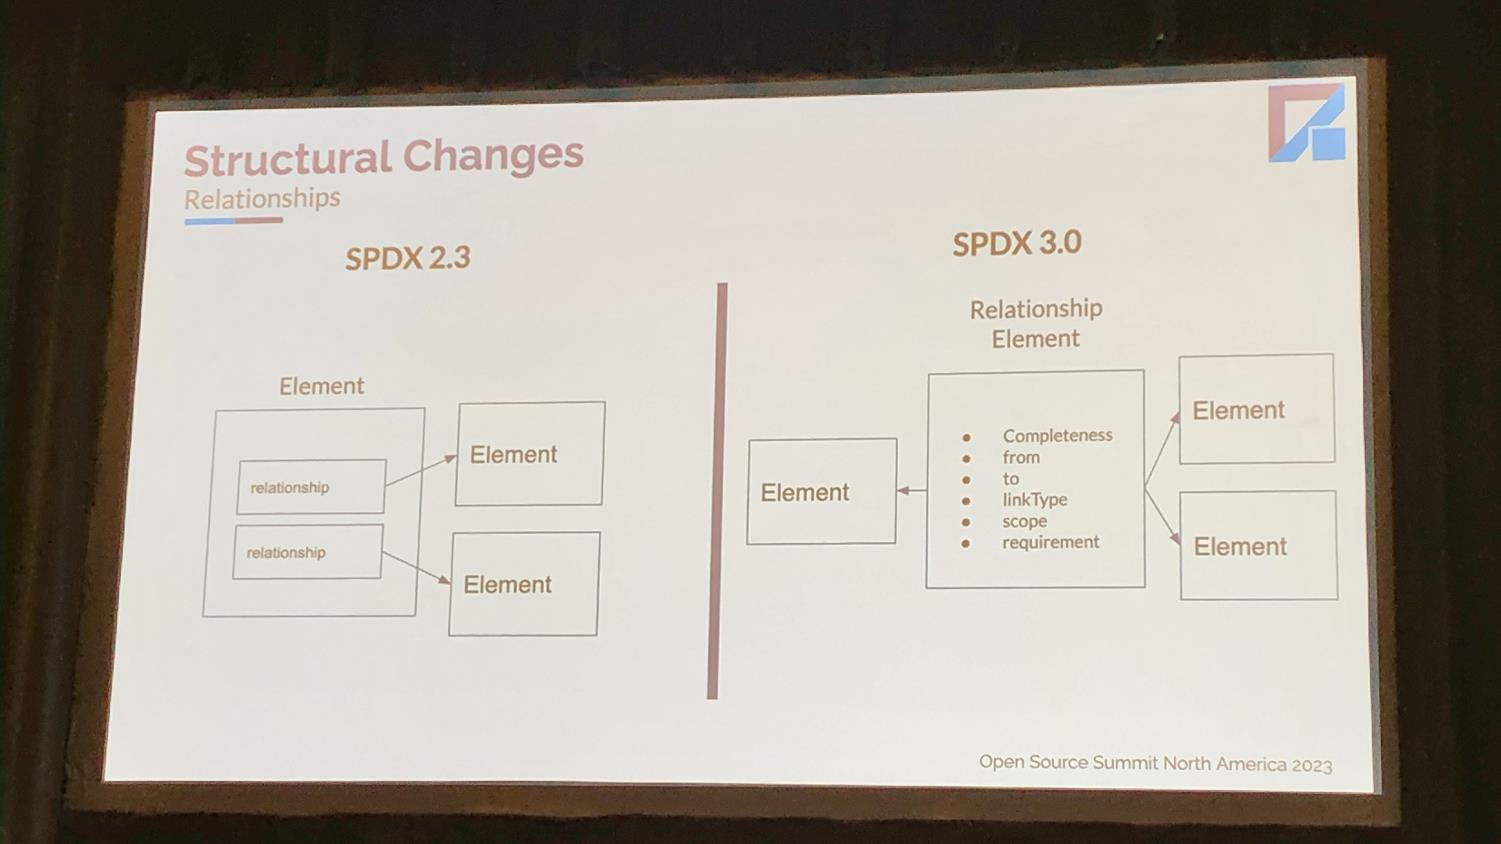 Structural Changes
Relationships
SPDX 2.3
Element
relationship
relationship
Element
Element
SPDX 3.0
Relationship
Element
Element
• Completeness
• from
• to
• linkType
• scope
• requirement
Element
Element
Open Source Summit North America 2023